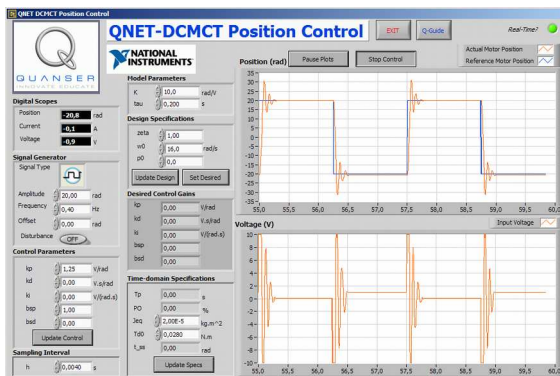 QNET DCMCT Position Control
QNET-DCMCT Position Control
EXIT
Q-Guide
Real-Time?
QUANSER
INNOVATE. EDUCATE.
NATIONAL
INSTRUMENTS
Position (rad)
Pause Plots
Stop Control
Actual Motor Position
Reference Motor Position
Digital Scopes
Position -20,8 rad
Current -0,1 A
Voltage -0,9 V
Signal Generator
Signal Type
Amplitude 20,00 rad
Frequency 0,40 Hz
Offset 0,00 rad
Disturbance OFF
Control Parameters
kp 1,25 V/rad
kd 0,00 V.s/rad
ki 0,00 V/(rad.s)
bsp 1,00
bsd 0,00
Update Control
Sampling Interval
h 0,0040 s
Model Parameters
K 10,0 rad/V
tau 0,200 s
Design Specifications
zeta 1,00
w0 16,0 rad/s
p0 0,0
Update Design
Set Desired
Desired Control Gains
kp 0,00 V/rad
kd 0,00 V.s/rad
ki 0,00 V/(rad.s)
bsp 0,00
bsd 0,00
Time-domain Specifications
Tp 0,00 s
PO 0,00 %
Jeq 2,00E-5 kg.m^2
Td0 0,0280 N.m
t_ss 0,00 rad
Update Specs
35
30
25
20
15
10
5
0
-5
-10
-15
-20
-25
-30
-35
55,0 55,5 56,0 56,5 57,0 57,5 58,0 58,5 59,0 59,5 60,0
Voltage (V)
Input Voltage
10
8
6
4
2
0
-2
-4
-6
-8
-10
55,0 55,5 56,0 56,5 57,0 57,5 58,0 58,5 59,0 59,5 60,0